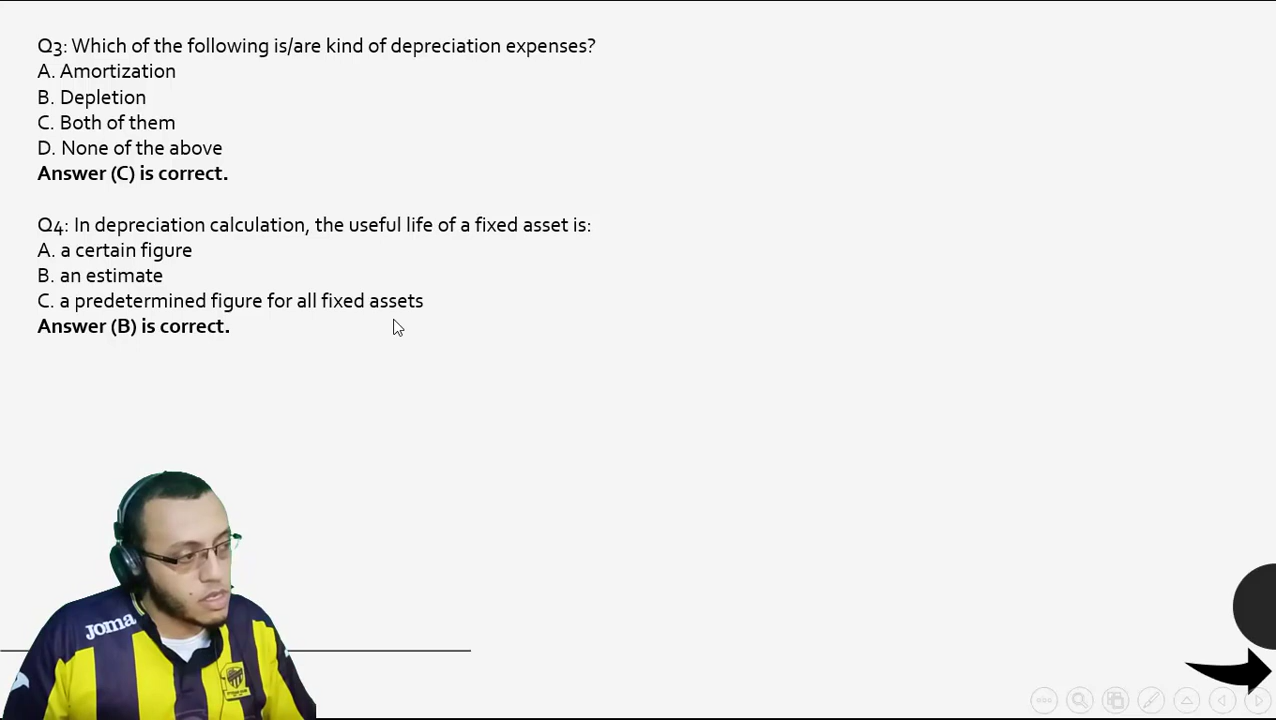 Q3: Which of the following is/are kind of depreciation expenses?
A. Amortization
B. Depletion
C. Both of them
D. None of the above
Answer (C) is correct.
Q4: In depreciation calculation, the useful life of a fixed asset is:
A. a certain figure
B. an estimate
C. a predetermined figure for all fixed assets
Answer (B) is correct.
JOMA